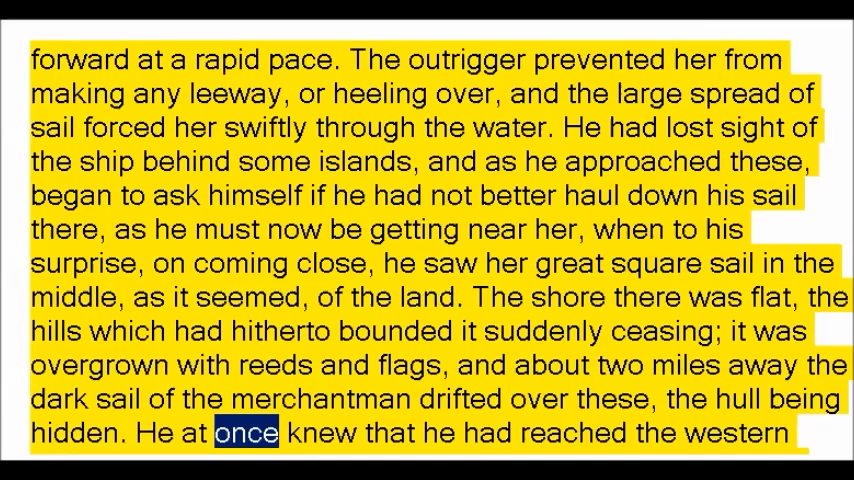 forward at a rapid pace. The outrigger prevented her from
making any leeway, or heeling over, and the large spread of
sail forced her swiftly through the water. He had lost sight of
the ship behind some islands, and as he approached these,
began to ask himself if he had not better haul down his sail
there, as he must now be getting near her, when to his
surprise, on coming close, he saw her great square sail in the
middle, as it seemed, of the land. The shore there was flat, the
hills which had hitherto bounded it suddenly ceasing; it was
overgrown with reeds and flags, and about two miles away the
dark sail of the merchantman drifted over these, the hull being
hidden. He at once knew that he had reached the western